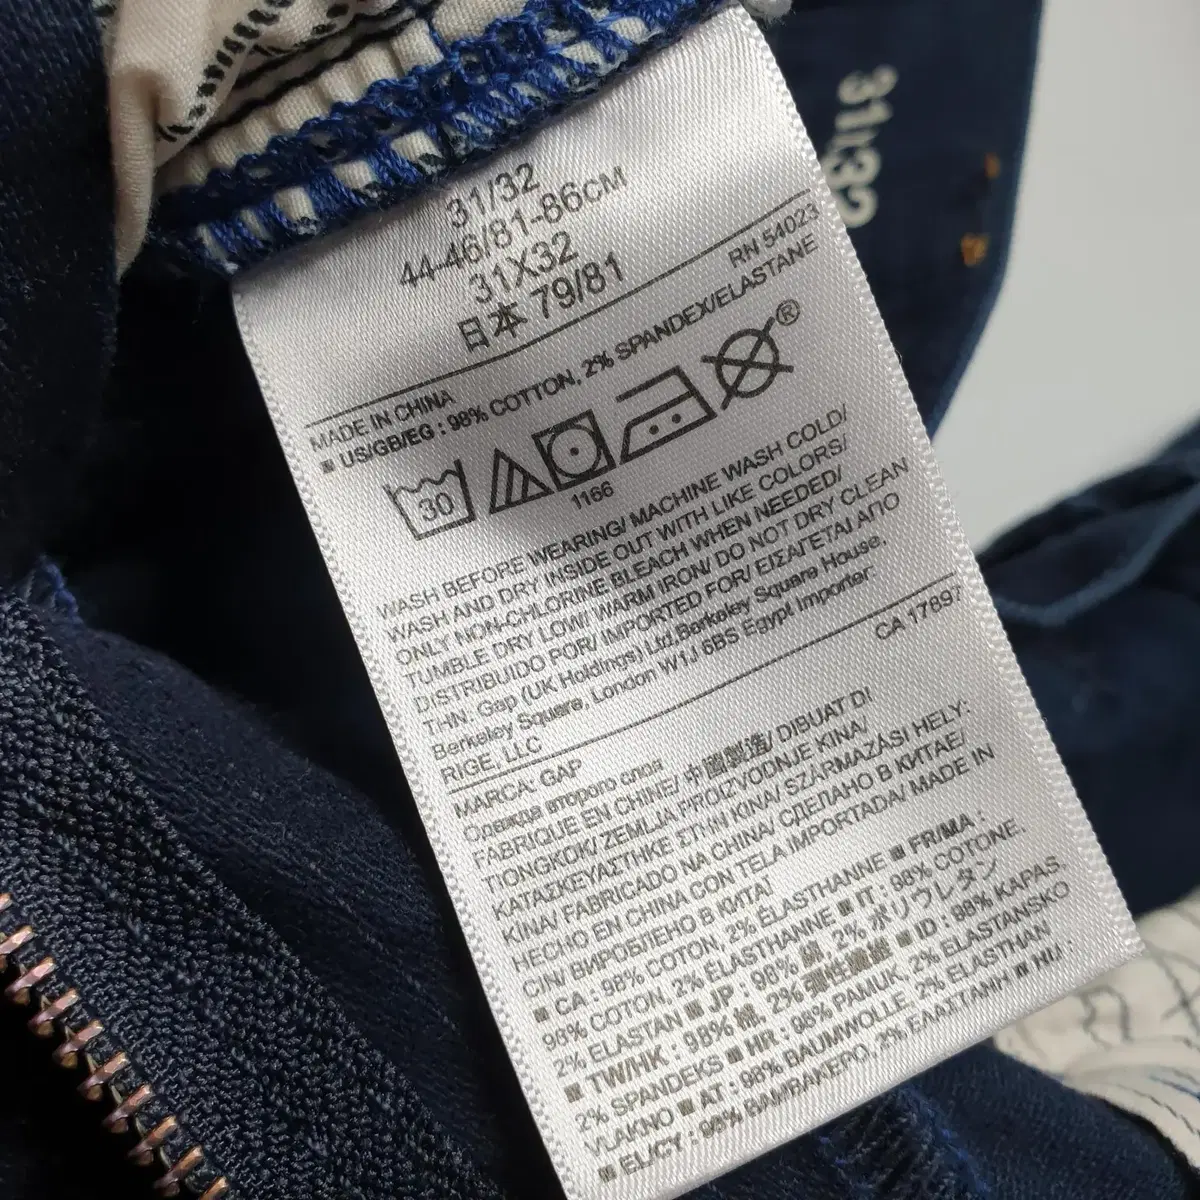 31/32
44-46/81-86CM
31X32
日本 79/81
RN 54023
MADE IN CHINA
■ US/GB/EG : 98% COTTON, 2% SPANDEX/ELASTANE
30
®
1166
WASH BEFORE WEARING/ MACHINE WASH COLD/
WASH AND DRY INSIDE OUT WITH LIKE COLORS/
ONLY NON-CHLORINE BLEACH WHEN NEEDED/
TUMBLE DRY LOW/ WARM IRON/ DO NOT DRY CLEAN
DISTRIBUIDO POR/ IMPORTED FOR/ ΕΙΣΑΓΕΤΑΙ ΑΠΟ
ΤΗΝ: Gap (UK Holdings) Ltd,Berkeley Square House,
Berkeley Square, London W1J 6BS Egypt Importer:
RIGE, LLC
CA 17897
MARCA: GAP
Одежда второго слоя
FABRIQUE EN CHINE/ 中國製造/ DIBUAT DI
TIONGKOK/ ZEMLJA PROIZVODNJE KINA/
ΚΑΤΑΣΚΕΥΑΣΤΗΚΕ ΣΤΗΝ ΚΙΝΑ/ SZÁRMAZÁSI HELY:
KÍNA/ FABRICADO NA CHINA/ СДЕЛАНО В КИТАЕ/
HECHO EN CHINA CON TELA IMPORTADA/ MADE IN
CIN/ ВИРОБЛЕНО В КИТАЇ
■ CA : 98% COTON, 2% ÉLASTHANNE ■ FR/MA :
98% COTON, 2% ÉLASTHANNE ■ IT : 98% COTONE,
2% ELASTAN ■ JP : 98% 綿, 2% ポリウレタン
■ TW/HK : 98% 棉, 2% 彈性纖維 ■ ID : 98% KAPAS,
2% SPANDEKS ■ HR : 98% PAMUK, 2% ELASTANSKO
VLAKNO ■ AT : 98% BAUMWOLLE, 2% ELASTHAN
■ EL/CY : 98% ΒΑΜΒΑΚΕΡΟ, 2% ΕΛΑΣΤΑΝΗ ■ HU :
31 32